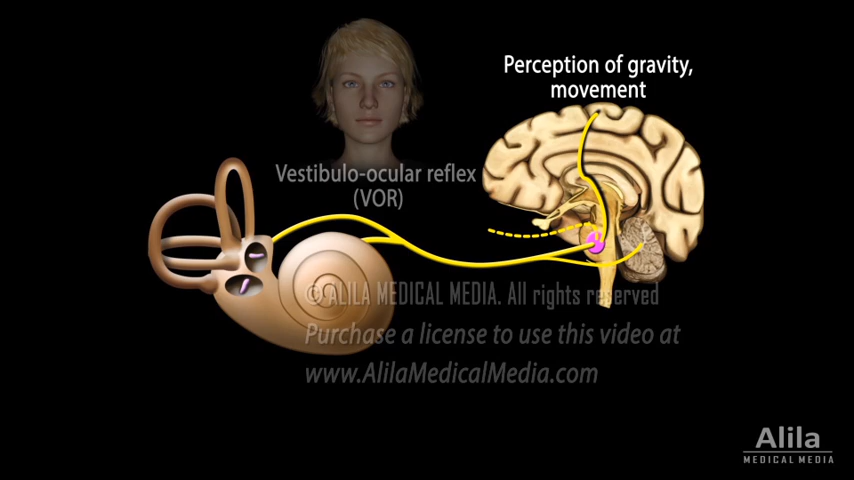 Perception of gravity,
movement
Vestibulo-ocular reflex
(VOR)
© ALILA MEDICAL MEDIA. All rights reserved
Purchase a license to use this video at
www.AlilaMedicalMedia.com
Alila
MEDICAL MEDIA